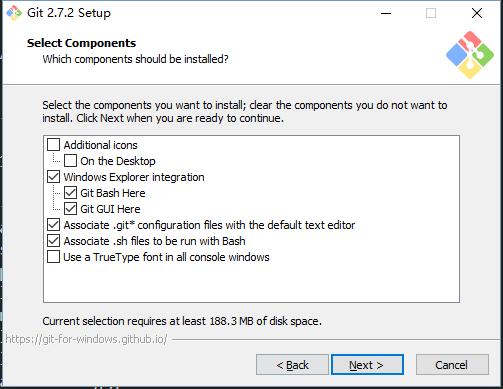 Git 2.7.2 Setup
Select Components
Which components should be installed?
Select the components you want to install; clear the components you do not want to
install. Click Next when you are ready to continue.
Additional icons
On the Desktop
Windows Explorer integration
Git Bash Here
Git GUI Here
Associate .git* configuration files with the default text editor
Associate .sh files to be run with Bash
Use a TrueType font in all console windows
Current selection requires at least 188.3 MB of disk space.
https://git-for-windows.github.io/
< Back
Next >
Cancel